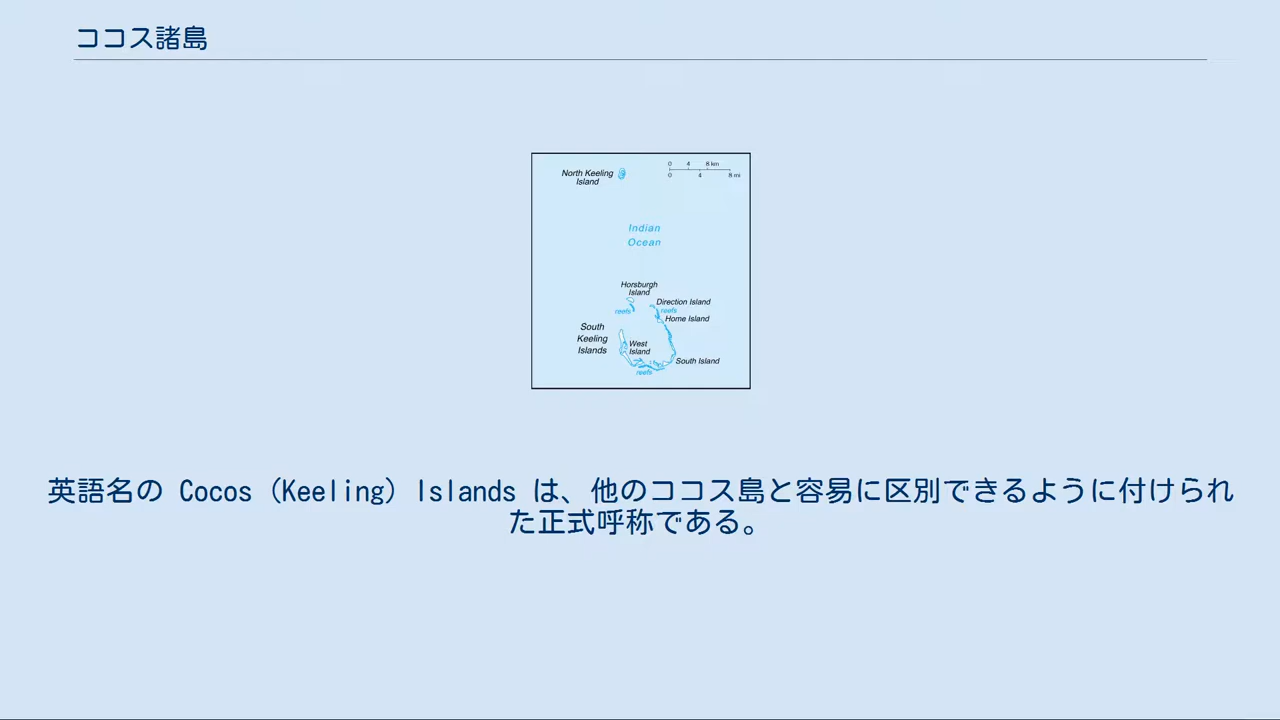 ココス諸島
North Keeling
Island
0 4 8 km
0 4 8 mi
Indian
Ocean
Horsburgh
Island
Direction Island
reefs
reefs
Home Island
South
Keeling
Islands
West
Island
South Island
reefs
英語名の Cocos (Keeling) Islands は、他のココス島と容易に区別できるように付けられ
た正式呼称である。